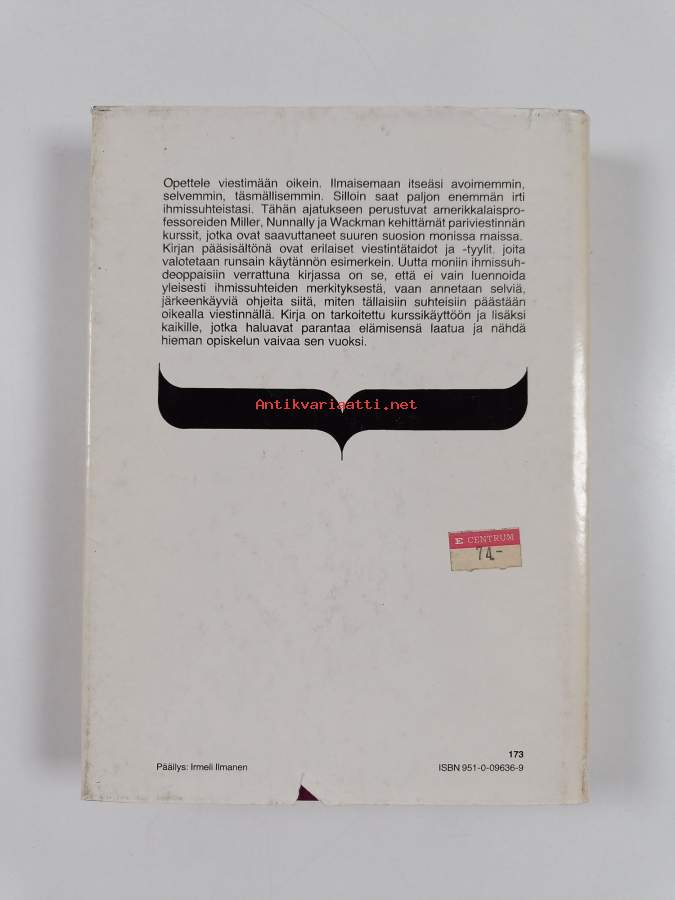 Opettele viestimään oikein. Ilmaisemaan itseäsi avoimemmin,
selvemmin, täsmällisemmin. Silloin saat paljon enemmän irti
ihmissuhteistasi. Tähän ajatukseen perustuvat amerikkalaispro-
fessoreiden Miller, Nunnally ja Wackman kehittämät pariviestinnän
kurssit, jotka ovat saavuttaneet suuren suosion monissa maissa.
Kirjan pääsisältönä ovat erilaiset viestintätaidot ja -tyylit. joita
valotetaan runsain käytännön esimerkein. Uutta moniin ihmissuh-
deoppaisiin verrattuna kirjassa on se, että ei vain luennoida
yleisesti ihmissuhteiden merkityksestä, vaan annetaan selviä,
järkeenkäyviä ohjeita siitä, miten tällaisiin suhteisiin päästään
oikealla viestinnällä. Kirja on tarkoitettu kurssikäyttöön ja lisäksi
kaikille, jotka haluavat parantaa elämisensä laatua ja nähdä
hieman opiskelun vaivaa sen vuoksi.
Antikvariaatti.net
E CENTRUM
74.-
173
Päällys: Irmeli Ilmanen
ISBN 951-0-09636-9